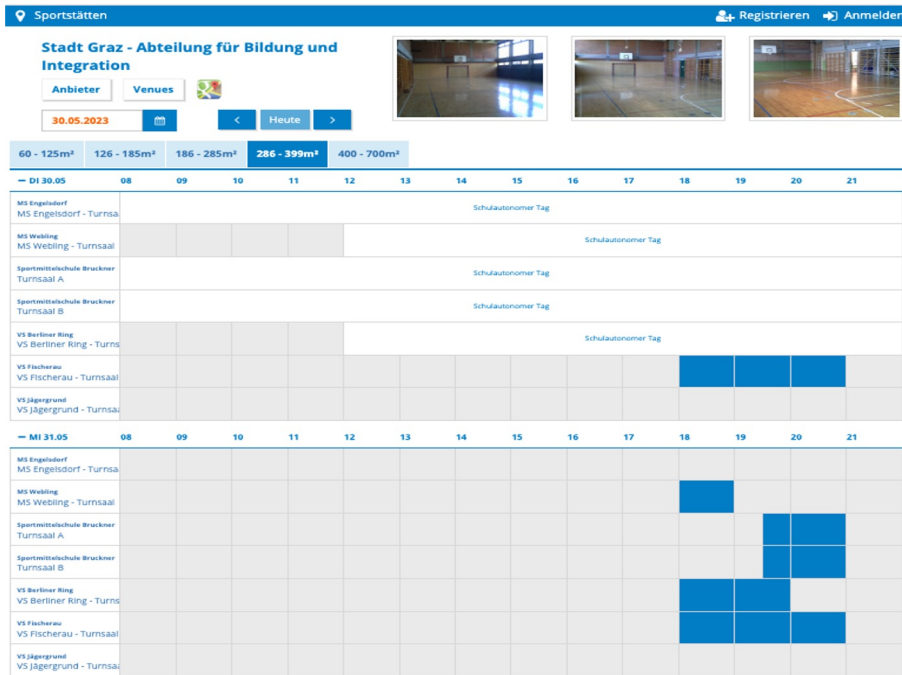 Sportstätten
Registrieren
Anmelden
Stadt Graz - Abteilung für Bildung und
Integration
Anbieter Venues
30.05.2023 < Heute >
60 - 125m² 126 - 185m² 186 - 285m² 286 - 399m² 400 - 700m²
— DI 30.05 08 09 10 11 12 13 14 15 16 17 18 19 20 21
MS Engelsdorf
MS Engelsdorf - Turnsa
Schulautonomer Tag
MS Webling
MS Webling - Turnsaal
Schulautonomer Tag
Sportmittelschule Bruckner
Turnsaal A
Schulautonomer Tag
Sportmittelschule Bruckner
Turnsaal B
Schulautonomer Tag
VS Berliner Ring
VS Berliner Ring - Turns
Schulautonomer Tag
VS Fischerau
VS Fischerau - Turnsaal
VS Jägergrund
VS Jägergrund - Turnsa
— MI 31.05 08 09 10 11 12 13 14 15 16 17 18 19 20 21
MS Engelsdorf
MS Engelsdorf - Turnsa
MS Webling
MS Webling - Turnsaal
Sportmittelschule Bruckner
Turnsaal A
Sportmittelschule Bruckner
Turnsaal B
VS Berliner Ring
VS Berliner Ring - Turns
VS Fischerau
VS Fischerau - Turnsaal
VS Jägergrund
VS Jägergrund - Turnsa